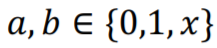 a, b ∈ {0,1, x}